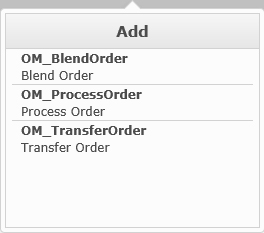 Add
OM_BlendOrder
Blend Order
OM_ProcessOrder
Process Order
OM_TransferOrder
Transfer Order